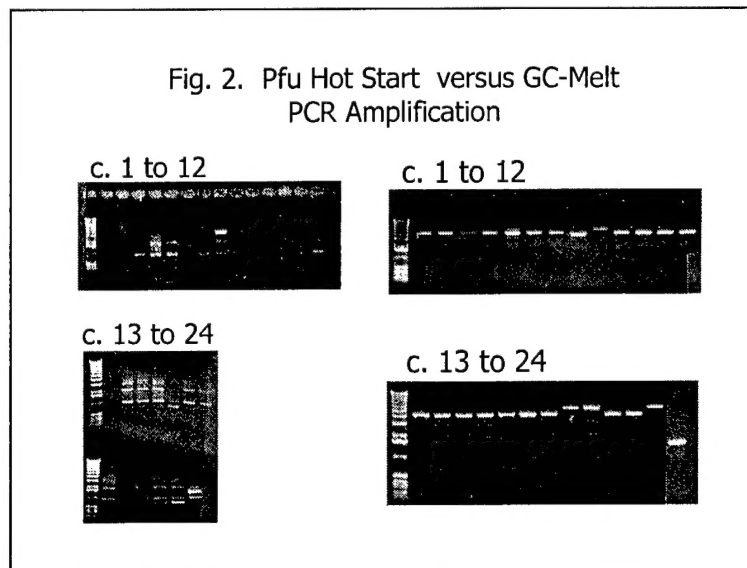 Fig. 2. Pfu Hot Start versus GC-Melt
PCR Amplification
c. 1 to 12
c. 1 to 12
c. 13 to 24
c. 13 to 24